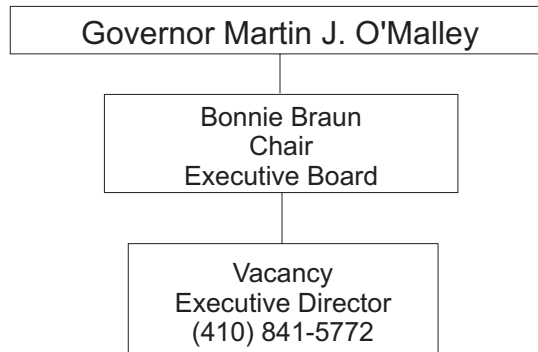 Governor Martin J. O'Malley
Bonnie Braun
Chair
Executive Board
Vacancy
Executive Director
(410) 841-5772